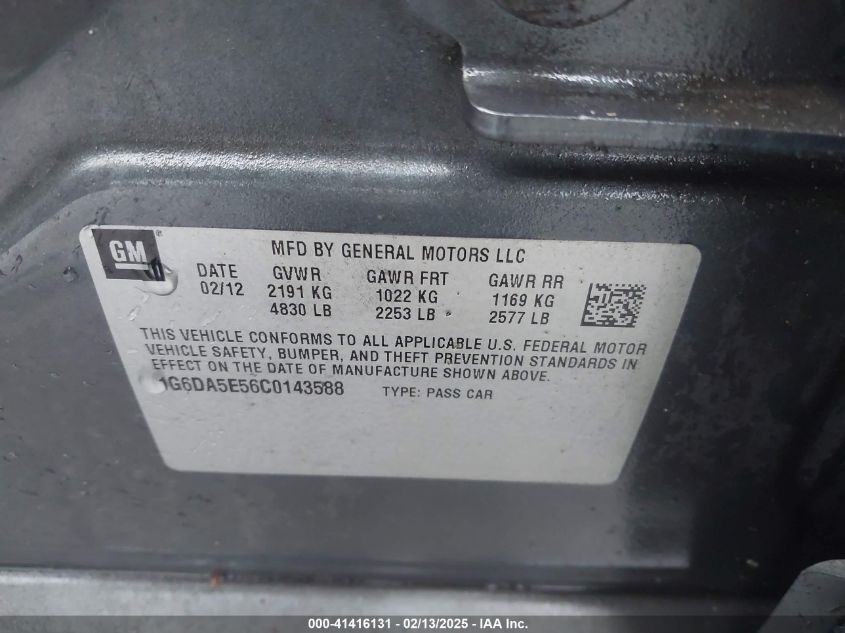 GM
MFD BY GENERAL MOTORS LLC
DATE GVWR GAWR FRT GAWR RR
02/12 2191 KG 1022 KG 1169 KG
4830 LB 2253 LB 2577 LB
THIS VEHICLE CONFORMS TO ALL APPLICABLE U.S. FEDERAL MOTOR
VEHICLE SAFETY, BUMPER, AND THEFT PREVENTION STANDARDS IN
EFFECT ON THE DATE OF MANUFACTURE SHOWN ABOVE.
1G6DA5E56C0143588 TYPE: PASS CAR
000-41416131 - 02/13/2025 - IAA Inc.